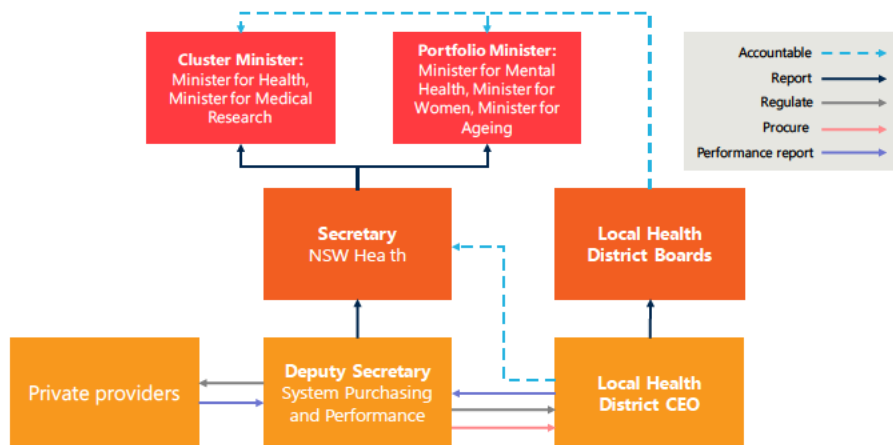 Cluster Minister:
Minister for Health,
Minister for Medical
Research
Portfolio Minister:
Minister for Mental
Health, Minister for
Women, Minister for
Ageing
Accountable
Report
Regulate
Procure
Performance report
Secretary
NSW Hea th
Local Health
District Boards
Private providers
Deputy Secretary
System Purchasing
and Performance
Local Health
District CEO